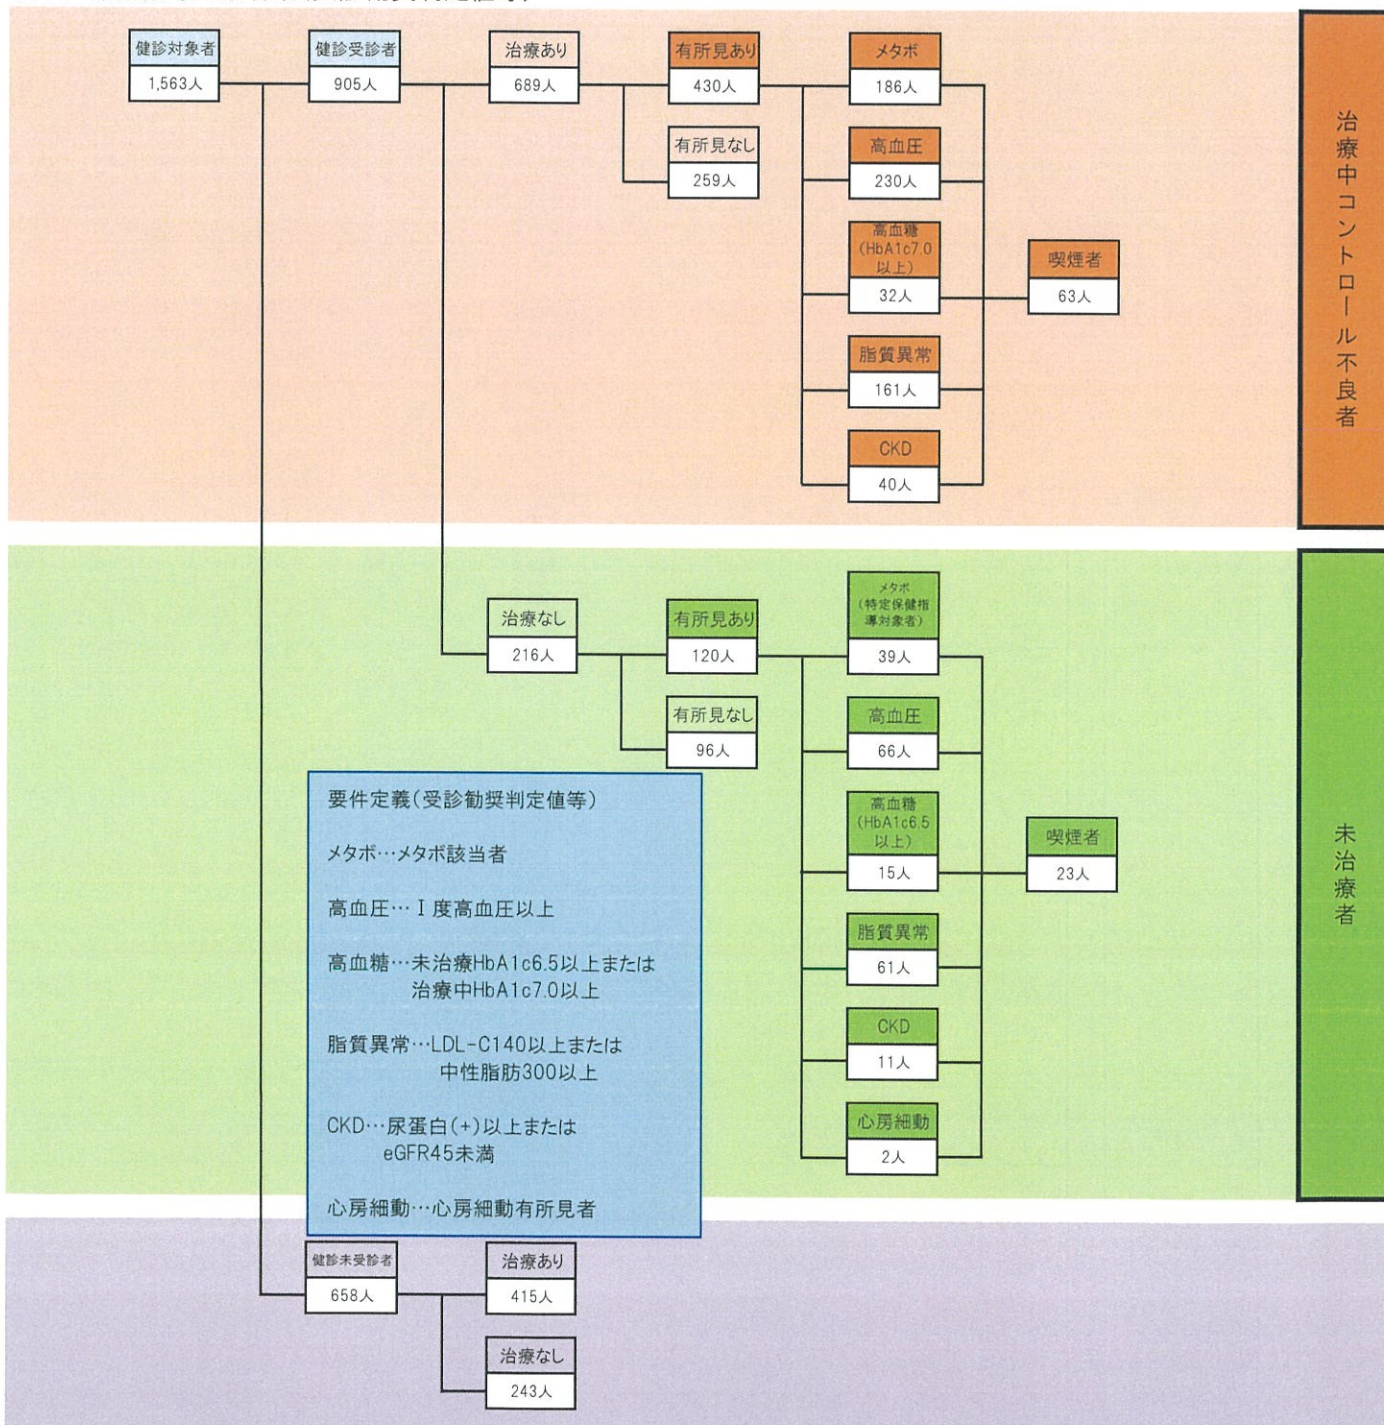 健診対象者
1,563人
健診受診者
905人
治療あり
689人
有所見あり
430人
有所見なし
259人
メタボ
186人
高血圧
230人
高血糖
(HbA1c7.0
以上)
32人
脂質異常
161人
CKD
40人
喫煙者
63人
治療中コントロール不良者
治療なし
216人
有所見あり
120人
有所見なし
96人
メタボ
(特定保健指
導対象者)
39人
高血圧
66人
高血糖
(HbA1c6.5
以上)
15人
脂質異常
61人
CKD
11人
心房細動
2人
喫煙者
23人
未治療者
要件定義(受診勧奨判定値等)
メタボ…メタボ該当者
高血圧…Ⅰ度高血圧以上
高血糖…未治療HbA1c6.5以上または
治療中HbA1c7.0以上
脂質異常…LDL-C140以上または
中性脂肪300以上
CKD…尿蛋白(+)以上または
eGFR45未満
心房細動…心房細動有所見者
健診未受診者
658人
治療あり
415人
治療なし
243人